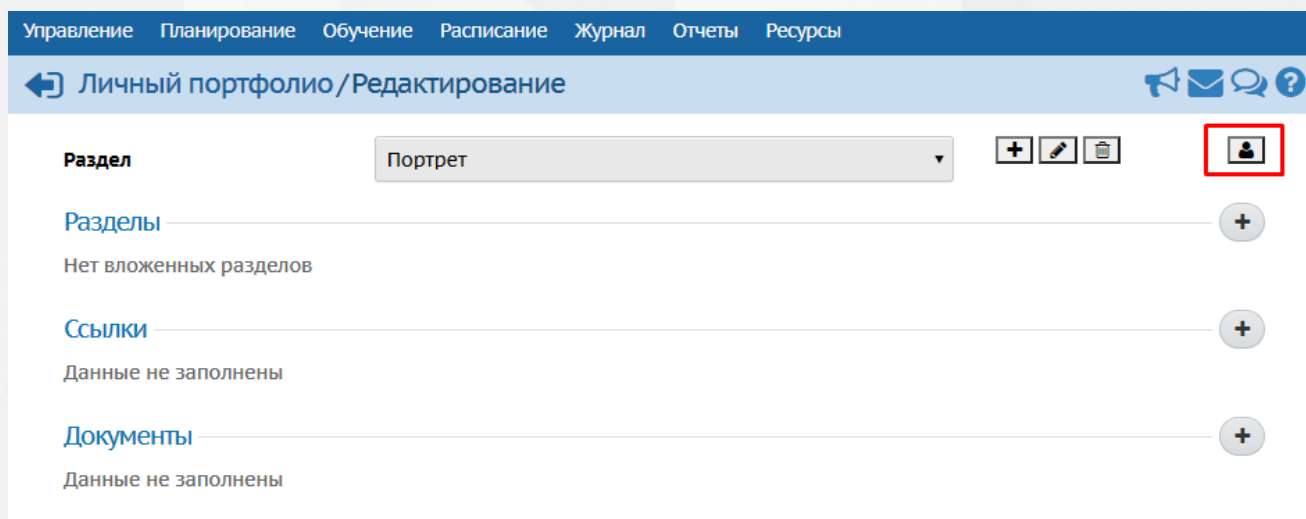 Управление Планирование Обучение Расписание Журнал Отчеты Ресурсы
Личный портфолио/Редактирование
Раздел Портрет
Разделы
Нет вложенных разделов
Ссылки
Данные не заполнены
Документы
Данные не заполнены